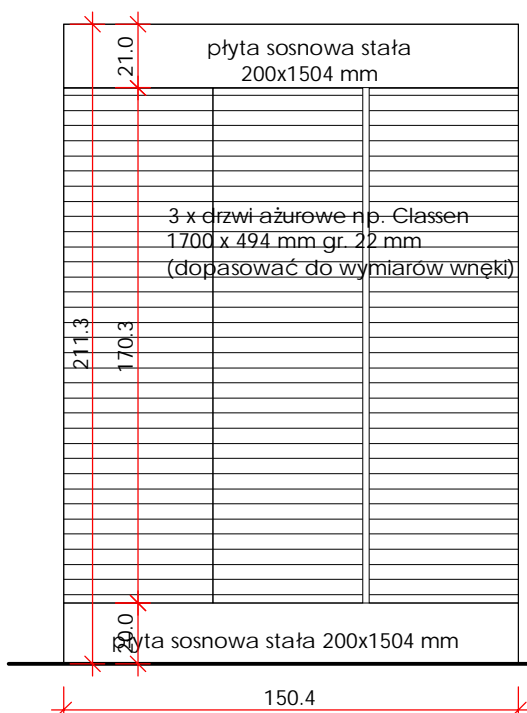 21.0
płyta sosnowa stała
200x1504 mm
3 x drzwi ażurowe np. Classen
1700 x 494 mm gr. 22 mm
(dopasować do wymiarów wnęki)
211.3
170.3
20.0
płyta sosnowa stała 200x1504 mm
150.4